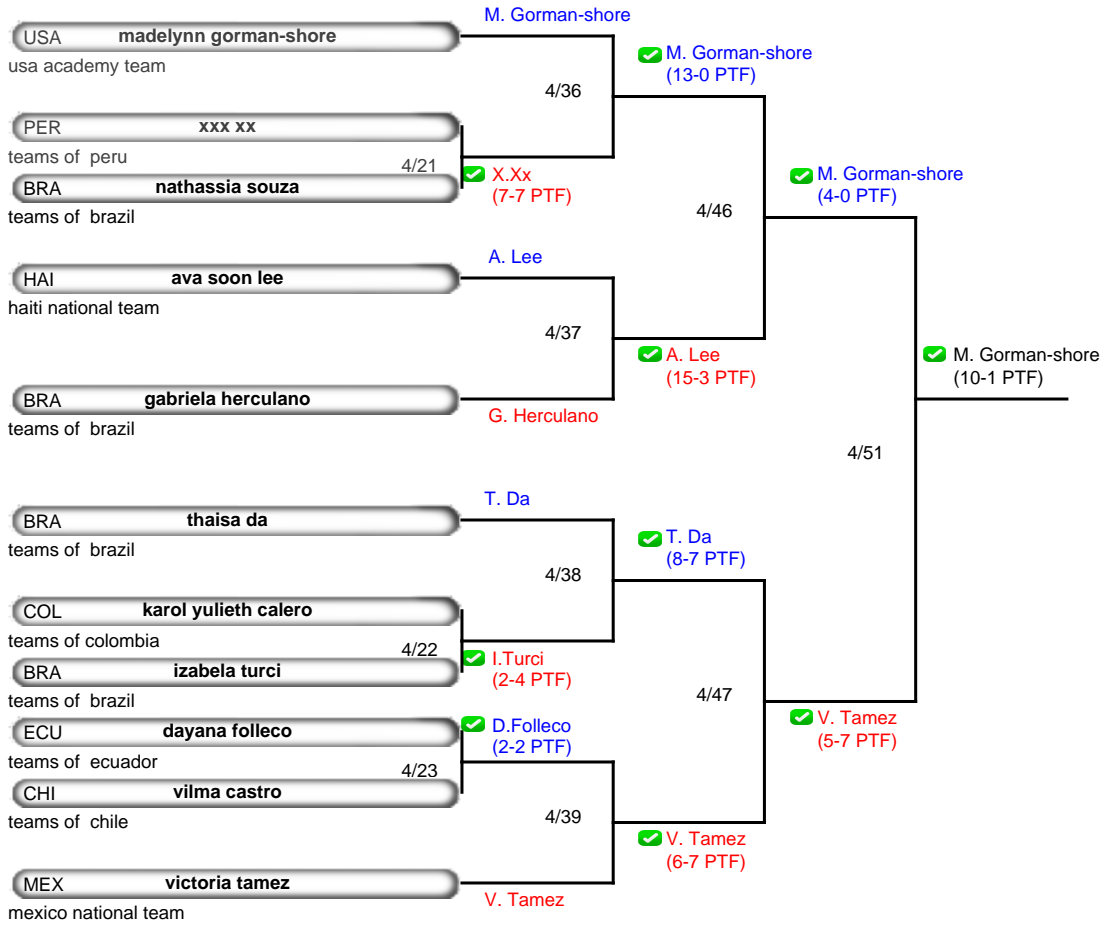 M. Gorman-shore
USA madelynn gorman-shore
usa academy team
M. Gorman-shore
(13-0 PTF)
4/36
PER xxx xx
teams of peru
4/21
X.Xx
(7-7 PTF)
BRA nathassia souza
teams of brazil
M. Gorman-shore
(4-0 PTF)
4/46
A. Lee
HAI ava soon lee
haiti national team
4/37
A. Lee
(15-3 PTF)
M. Gorman-shore
(10-1 PTF)
BRA gabriela herculano
G. Herculano
teams of brazil
4/51
T. Da
BRA thaisa da
teams of brazil
T. Da
(8-7 PTF)
4/38
COL karol yulieth calero
teams of colombia
4/22
I.Turci
(2-4 PTF)
BRA izabela turci
teams of brazil
4/47
V. Tamez
(5-7 PTF)
ECU dayana folleco
D.Folleco
(2-2 PTF)
teams of ecuador
4/23
CHI vilma castro
teams of chile
4/39
V. Tamez
(6-7 PTF)
MEX victoria tamez
V. Tamez
mexico national team